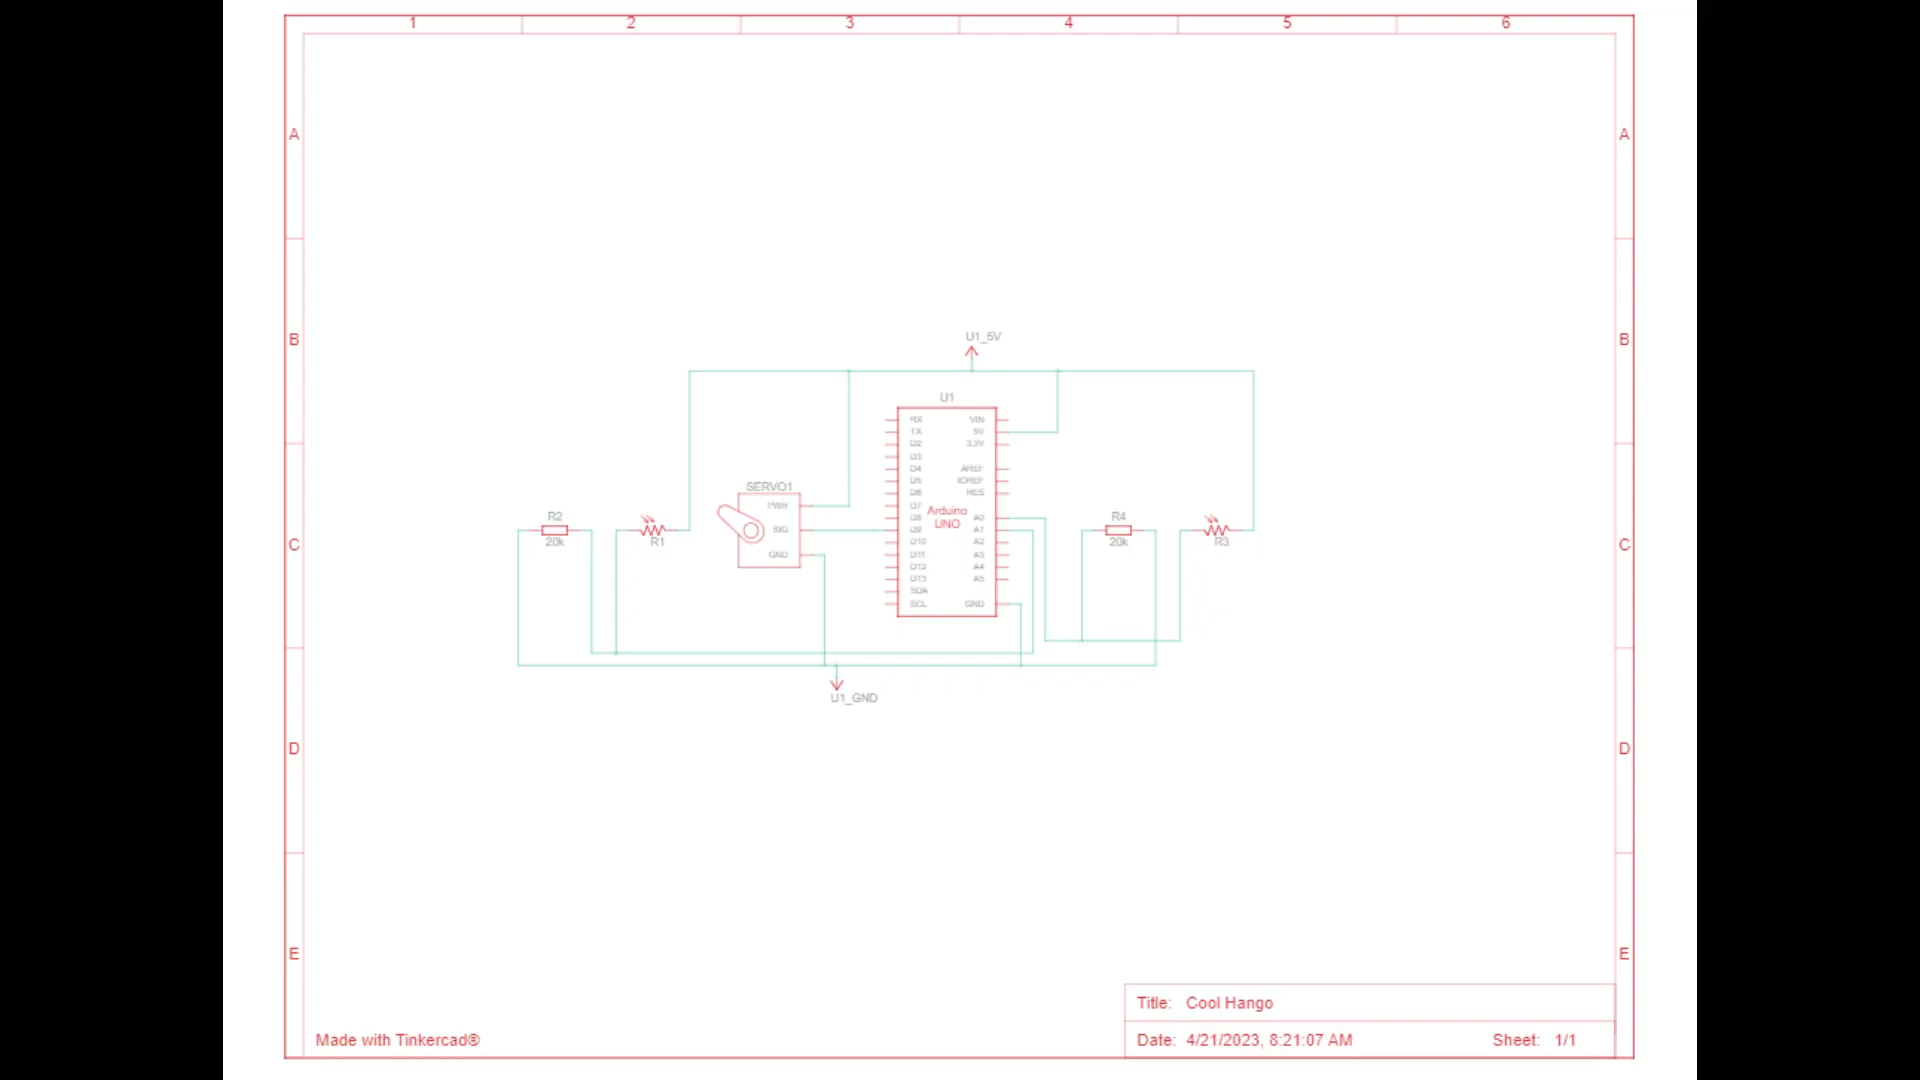 1 2 3 4 5 6
A A
B B
U1_5V
U1
RX VIN
TX 5V
D2 3.3V
D3
D4 AREF
D5 IOREF
D6 RES
D7
D8 A0
D9 A1
D10 A2
D11 A3
D12 A4
D13 A5
SDA
SCL GND
Arduino
UNO
SERVO1
PWR
SIG
GND
R2
20k
R1
R4
20k
R3
C C
U1_GND
D D
E E
Title: Cool Hango
Date: 4/21/2023, 8:21:07 AM Sheet: 1/1
Made with Tinkercad®